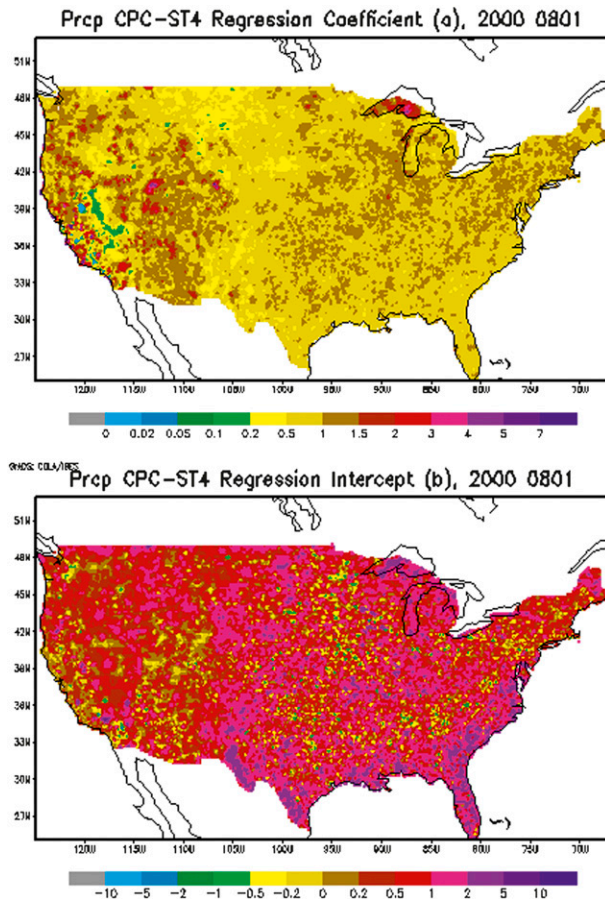 Prcp CPC-ST4 Regression Coefficient (a), 2000 0801
51N
48N
45N
42N
39N
36N
33N
30N
27N
120W 115W 110W 105W 100W 95W 90W 85W 80W 75W 70W
0 0.02 0.05 0.1 0.2 0.5 1 1.5 2 3 4 5 7
GrADS: COLA/IGES
Prcp CPC-ST4 Regression Intercept (b), 2000 0801
51N
48N
45N
42N
39N
36N
33N
30N
27N
120W 115W 110W 105W 100W 95W 90W 85W 80W 75W 70W
-10 -5 -2 -1 -0.5 -0.2 0 0.2 0.5 1 2 5 10